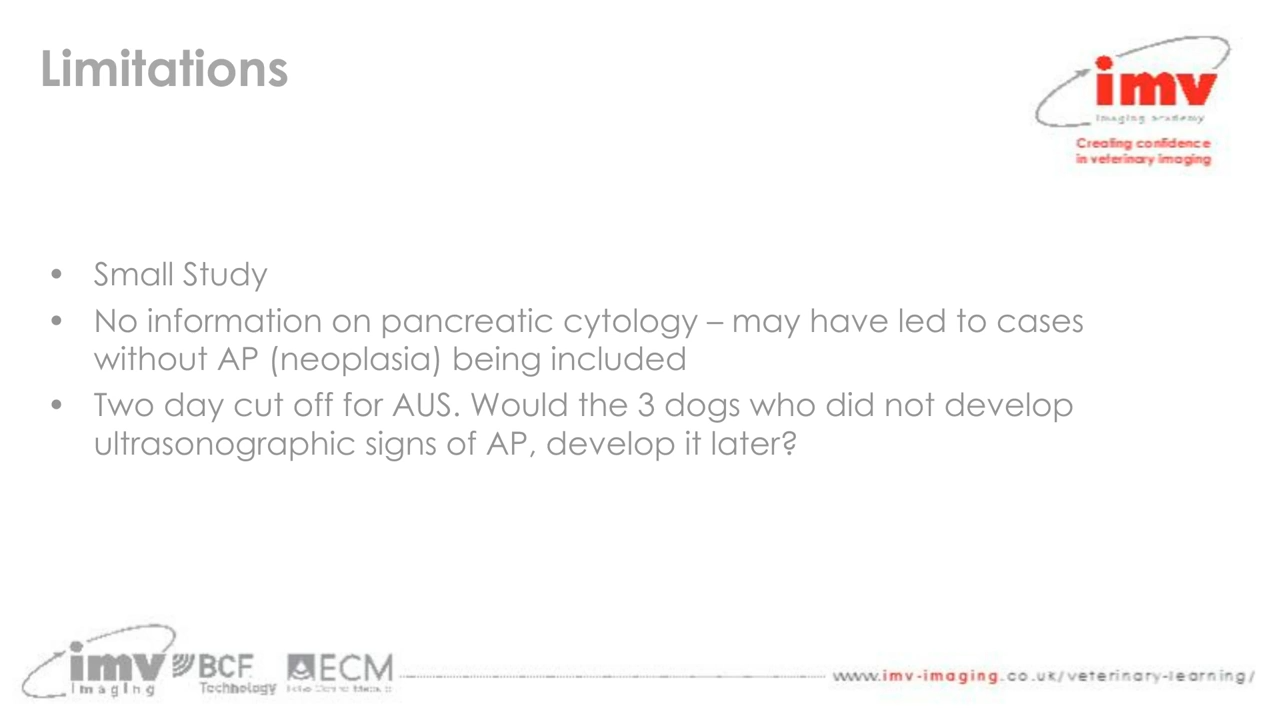 Limitations
imv
imaging academy
Creating confidence
in veterinary imaging
• Small Study
• No information on pancreatic cytology – may have led to cases
without AP (neoplasia) being included
• Two day cut off for AUS. Would the 3 dogs who did not develop
ultrasonographic signs of AP, develop it later?
imv
imaging
BCF
Technology
ECM
www.imv-imaging.co.uk/veterinary-learning/